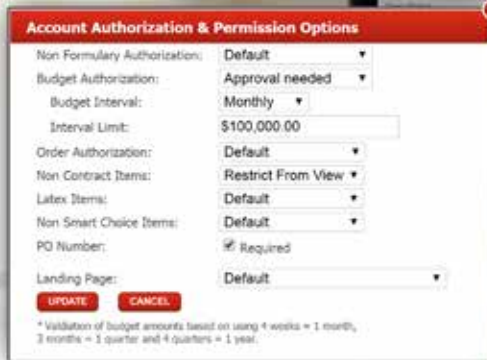 Account Authorization & Permission Options
Non Formulary Authorization: Default
Budget Authorization: Approval needed
Budget Interval: Monthly
Interval Limit: $100,000.00
Order Authorization: Default
Non Contract Items: Restrict From View
Latex Items: Default
Non Smart Choice Items: Default
PO Number: Required
Landing Page: Default
UPDATE CANCEL
* Validation of budget amounts based on using 4 weeks = 1 month,
3 months = 1 quarter and 4 quarters = 1 year.